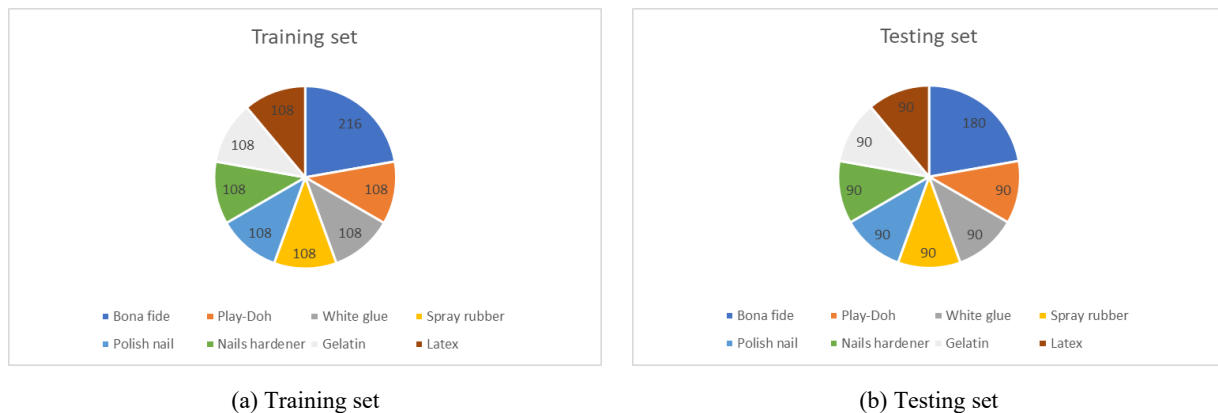 Training set
108
216
108
108
108
108
108
108
Bona fide Play-Doh White glue Spray rubber
Polish nail Nails hardener Gelatin Latex
(a) Training set
Testing set
90
180
90
90
90
90
90
90
Bona fide Play-Doh White glue Spray rubber
Polish nail Nails hardener Gelatin Latex
(b) Testing set